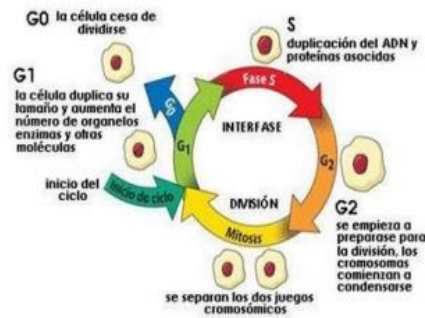 G0 la célula cesa de
dividirse
S
duplicación del ADN y
proteínas asocidas
G1
la célula duplica su
tamaño y aumenta el
número de organelos
enzimas y otras
moléculas
G0
Fase S
G1
INTERFASE
G2
inicio del
ciclo
Inicio de ciclo
DIVISIÓN
Mitosis
G2
se empieza a
prepararse para
la división, los
cromosomas
comienzan a
condensarse
se separan los dos juegos
cromosómicos